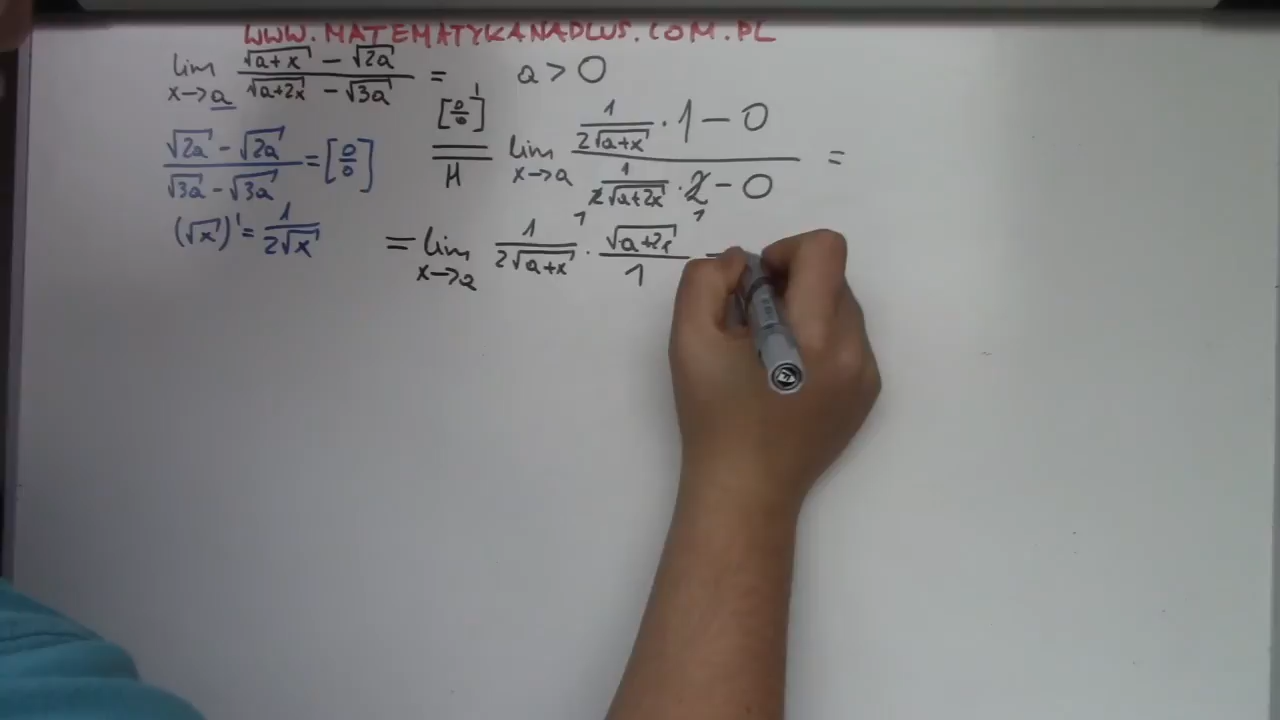 WWW.MATEMATYKANAPLUS.COM.PL
lim x→a (√(a+x) − √(2a)) / (√(a+2x) − √(3a)) = a > 0
(√(2a) − √(2a)) / (√(3a) − √(3a)) = [0/0]
[0/0] = H lim x→a (1/(2√(a+x)) · 1 − 0) / (1/(2√(a+2x)) · 2 − 0) =
(√x)' = 1/(2√x)
= lim x→a 1/(2√(a+x)) · √(a+2x)/1